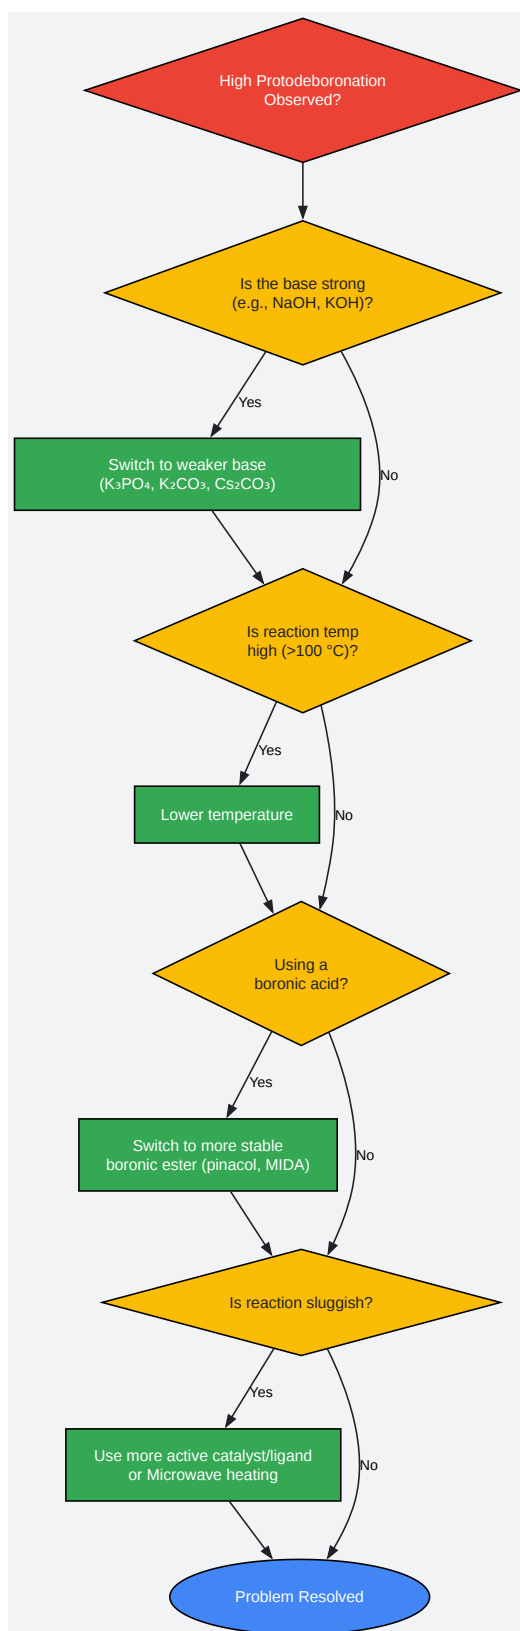 High Protodeboronation
Observed?
Is the base strong
(e.g., NaOH, KOH)?
Yes
Switch to weaker base
(K₃PO₄, K₂CO₃, Cs₂CO₃)
No
Is reaction temp
high (>100 °C)?
Yes
Lower temperature
No
Using a
boronic acid?
Yes
Switch to more stable
boronic ester (pinacol, MIDA)
No
Is reaction sluggish?
Yes
Use more active catalyst/ligand
or Microwave heating
No
Problem Resolved